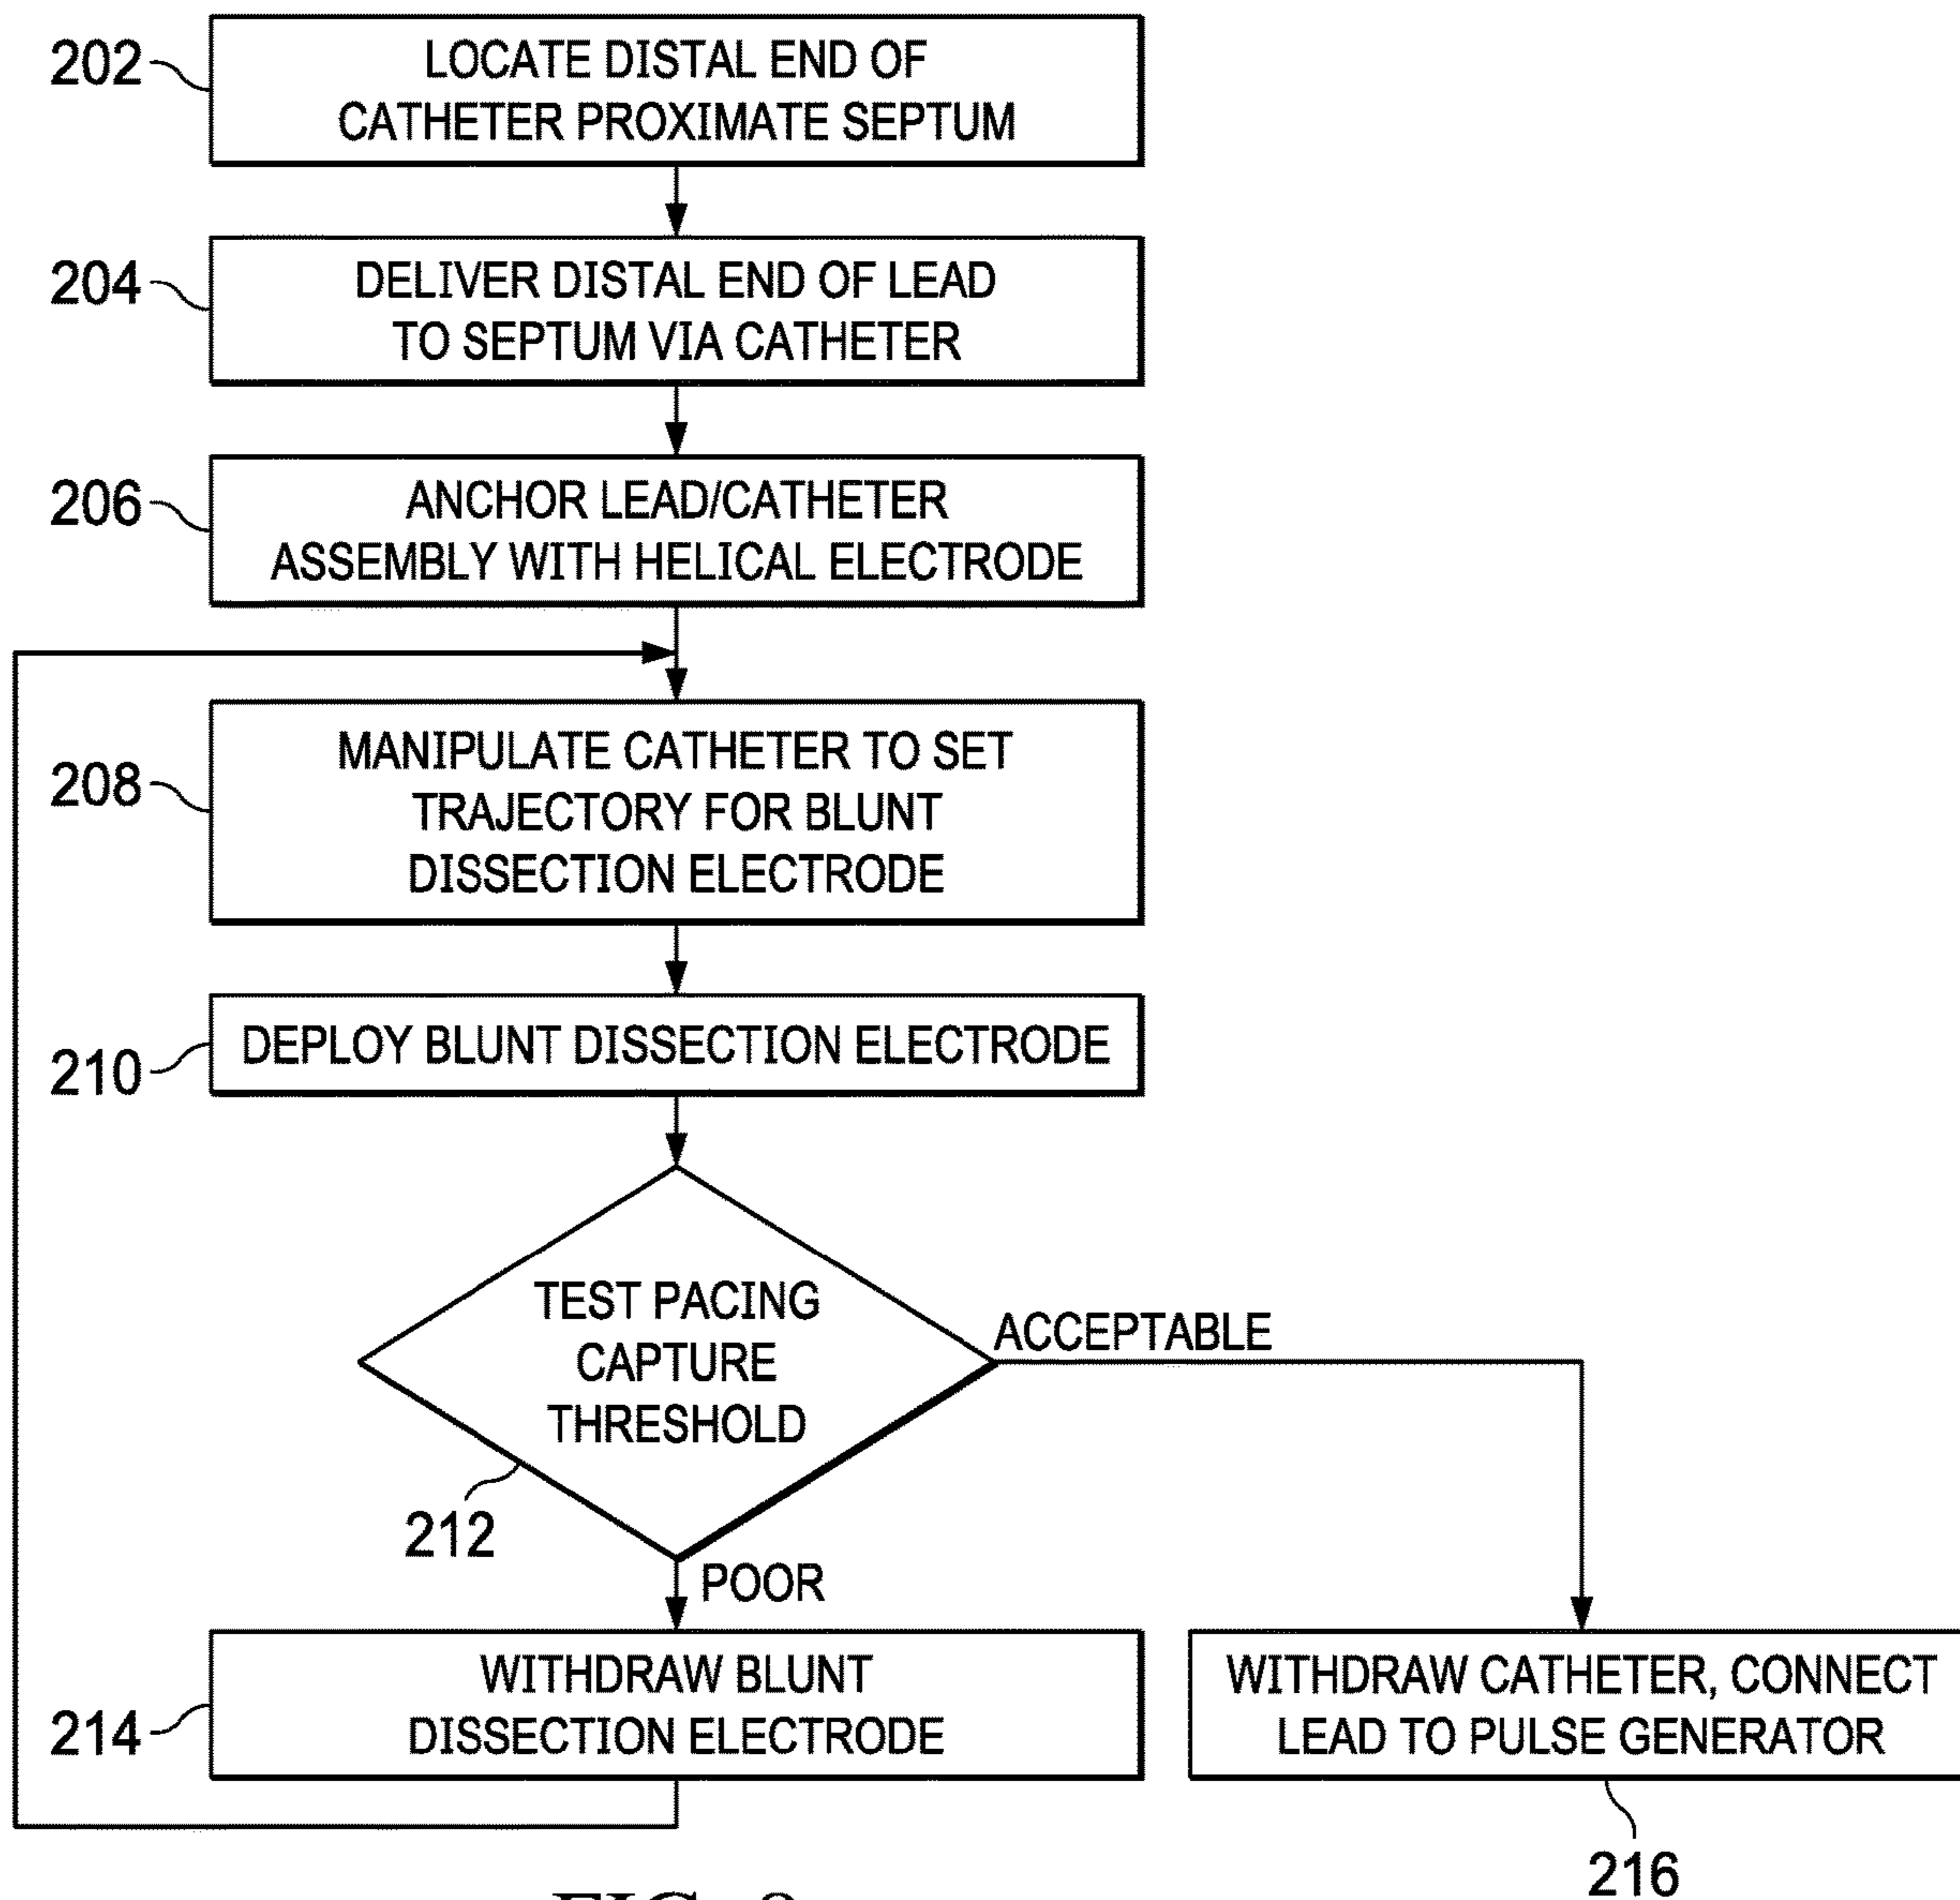 202
LOCATE DISTAL END OF
CATHETER PROXIMATE SEPTUM
204
DELIVER DISTAL END OF LEAD
TO SEPTUM VIA CATHETER
206
ANCHOR LEAD/CATHETER
ASSEMBLY WITH HELICAL ELECTRODE
208
MANIPULATE CATHETER TO SET
TRAJECTORY FOR BLUNT
DISSECTION ELECTRODE
210
DEPLOY BLUNT DISSECTION ELECTRODE
TEST PACING
CAPTURE
THRESHOLD
212
ACCEPTABLE
POOR
214
WITHDRAW BLUNT
DISSECTION ELECTRODE
WITHDRAW CATHETER, CONNECT
LEAD TO PULSE GENERATOR
216